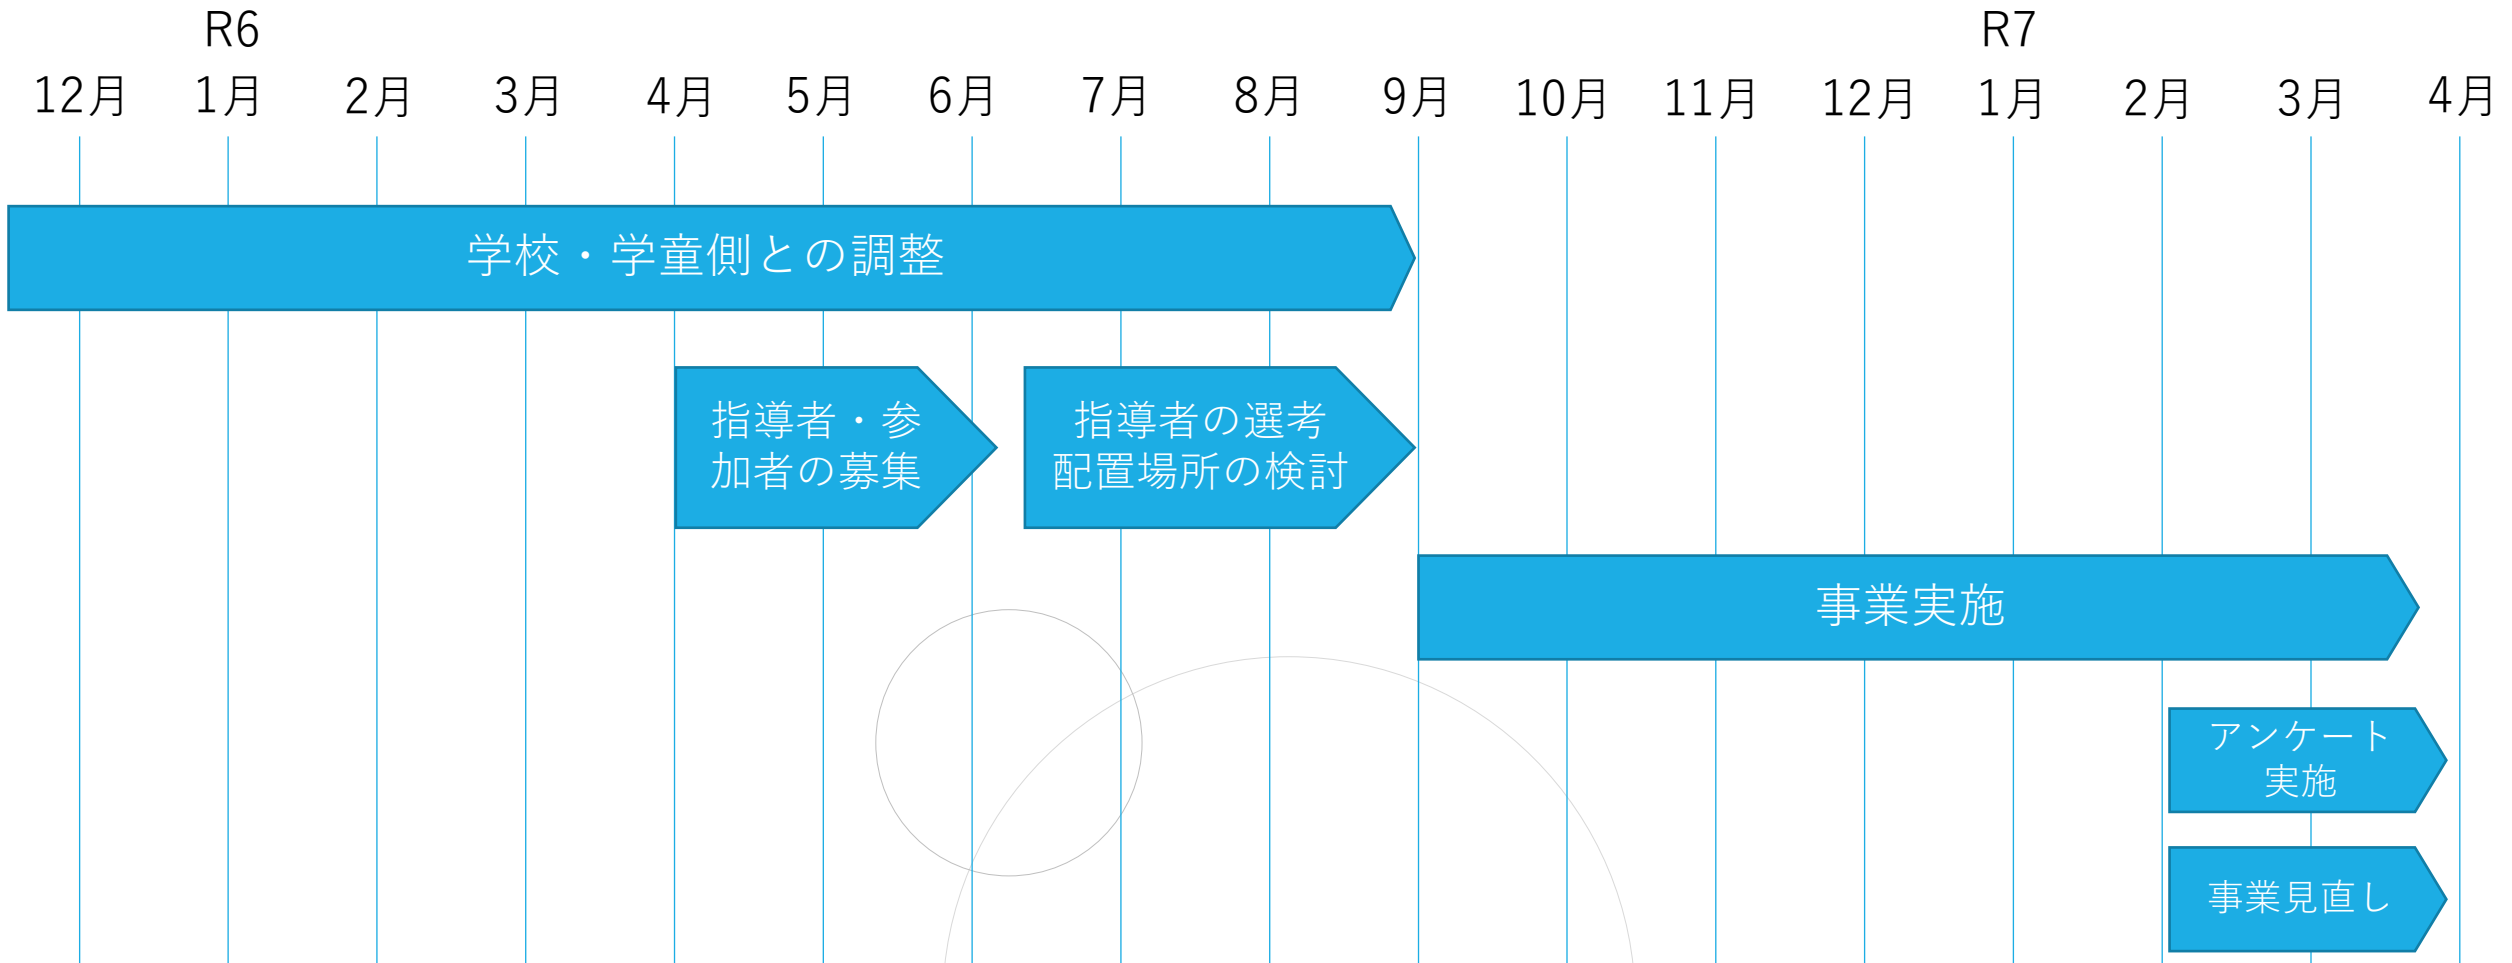 R6 R7
12月 1月 2月 3月 4月 5月 6月 7月 8月 9月 10月 11月 12月 1月 2月 3月 4月
学校・学童側との調整
指導者・参
加者の募集
指導者の選考
配置場所の検討
事業実施
アンケート
実施
事業見直し